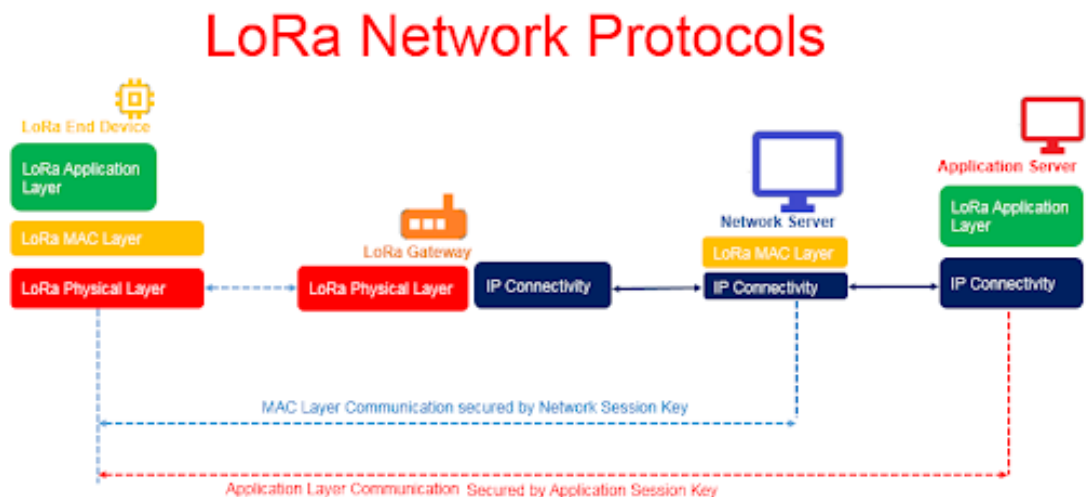 LoRa Network Protocols
LoRa End Device
LoRa Application
Layer
LoRa MAC Layer
LoRa Physical Layer
LoRa Gateway
LoRa Physical Layer
IP Connectivity
Network Server
LoRa MAC Layer
IP Connectivity
Application Server
LoRa Application
Layer
IP Connectivity
MAC Layer Communication secured by Network Session Key
Application Layer Communication Secured by Application Session Key